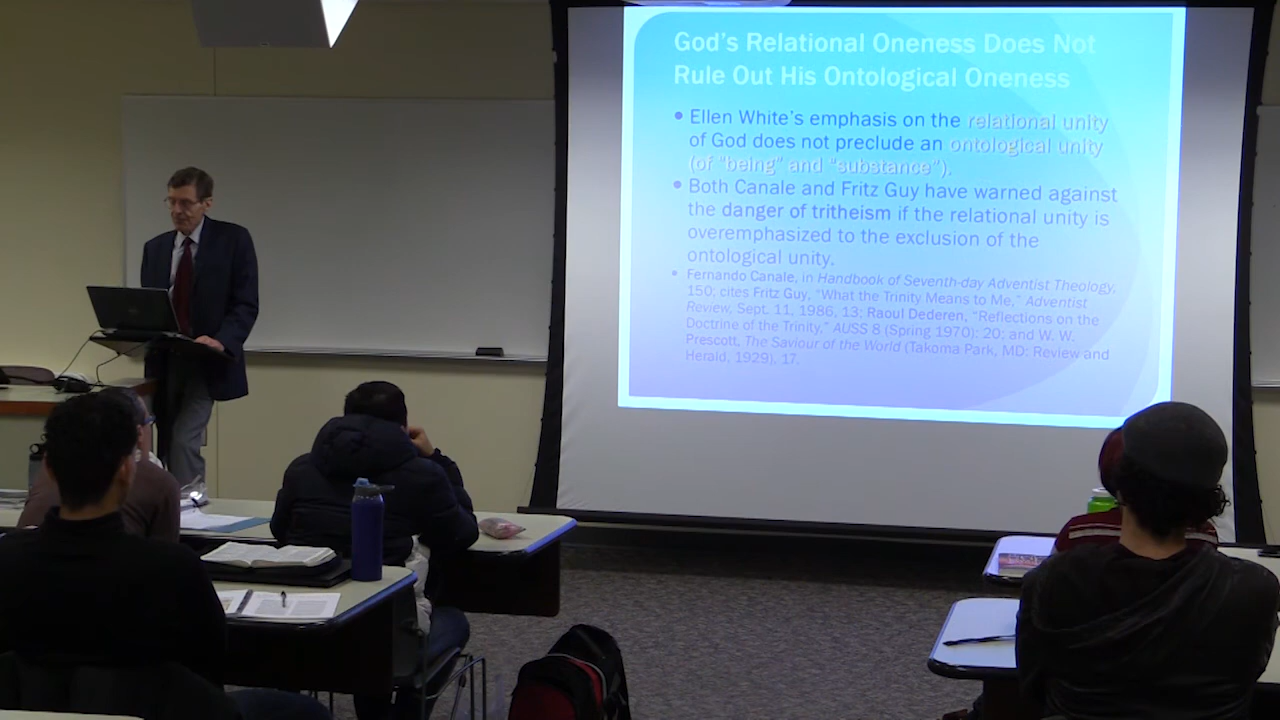 God's Relational Oneness Does Not
Rule Out His Ontological Oneness
• Ellen White's emphasis on the relational unity
of God does not preclude an ontological unity
(of "being" and "substance").
• Both Canale and Fritz Guy have warned against
the danger of tritheism if the relational unity is
overemphasized to the exclusion of the
ontological unity.
• Fernando Canale, in Handbook of Seventh-day Adventist Theology,
150; cites Fritz Guy, "What the Trinity Means to Me," Adventist
Review, Sept. 11, 1986, 13; Raoul Dederen, "Reflections on the
Doctrine of the Trinity," AUSS 8 (Spring 1970): 20; and W. W.
Prescott, The Saviour of the World (Takoma Park, MD: Review and
Herald, 1929), 17.